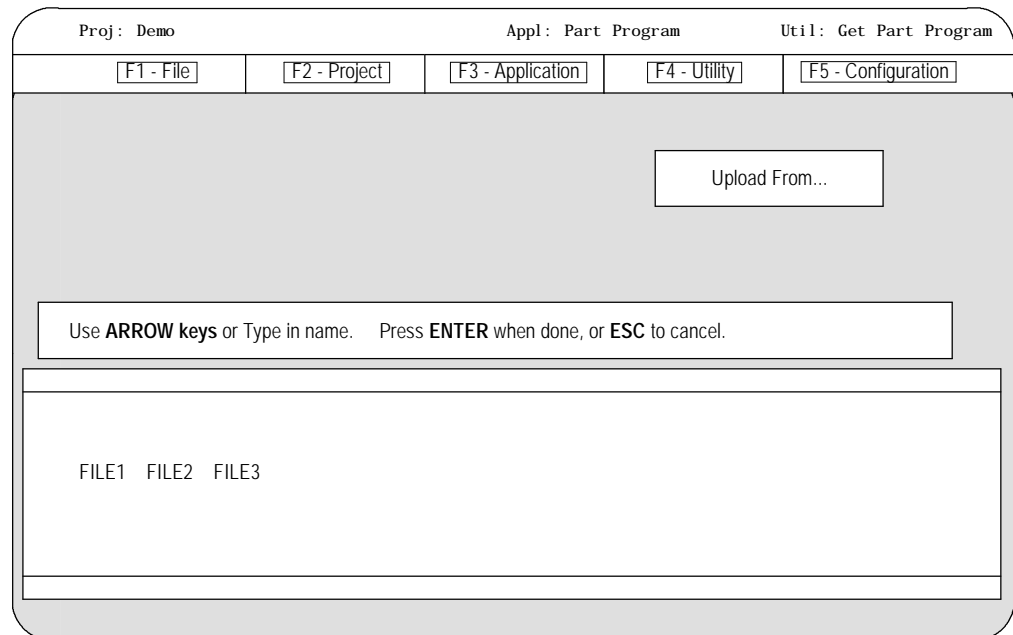 Proj: Demo Appl: Part Program Util: Get Part Program
F1 - File F2 - Project F3 - Application F4 - Utility F5 - Configuration
Upload From...
Use ARROW keys or Type in name. Press ENTER when done, or ESC to cancel.
FILE1 FILE2 FILE3